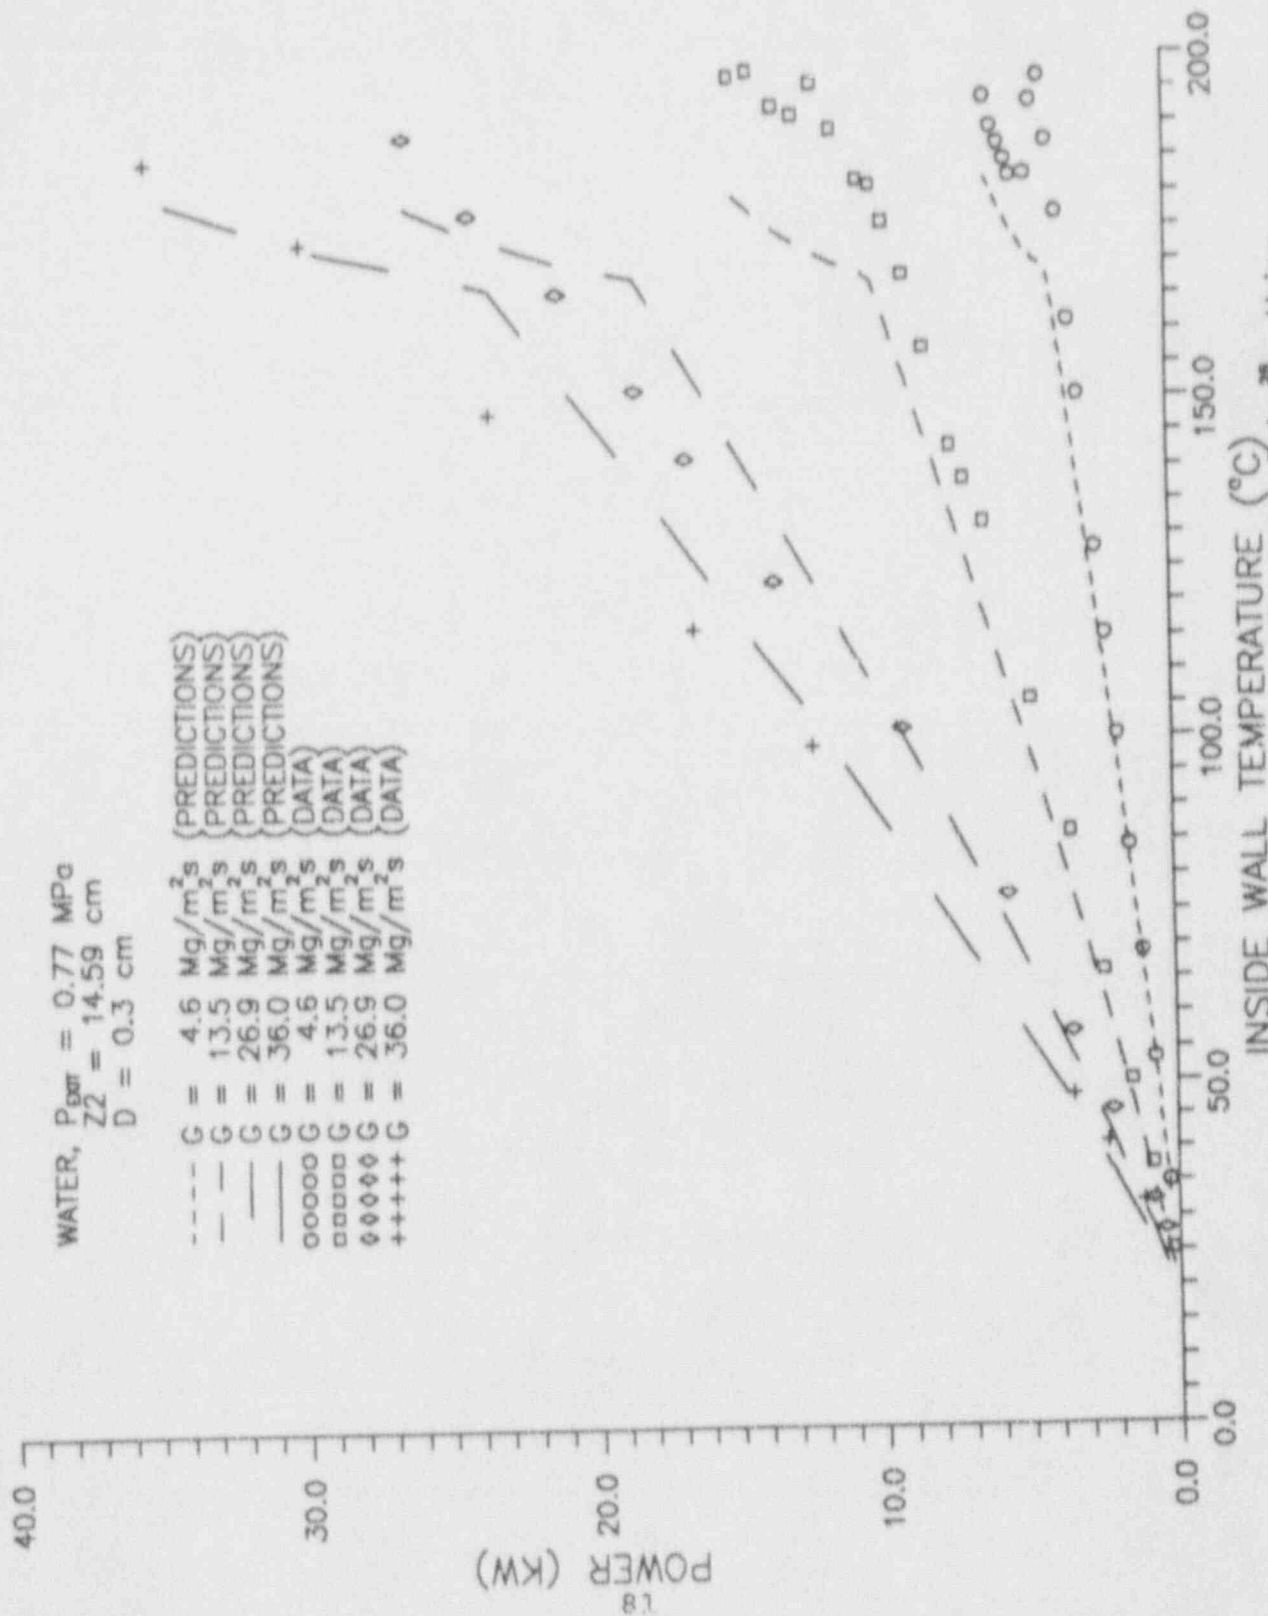 WATER, P_EXIT = 0.77 MPa
Z2 = 14.59 cm
D = 0.3 cm
G = 4.6 Mg/m²s (PREDICTIONS)
G = 13.5 Mg/m²s (PREDICTIONS)
G = 26.9 Mg/m²s (PREDICTIONS)
G = 36.0 Mg/m²s (PREDICTIONS)
G = 4.6 Mg/m²s (DATA)
G = 13.5 Mg/m²s (DATA)
G = 26.9 Mg/m²s (DATA)
G = 36.0 Mg/m²s (DATA)
40.0
30.0
20.0
10.0
0.0
POWER (KW)
0.0
50.0
100.0
150.0
200.0
INSIDE WALL TEMPERATURE (°C)
18